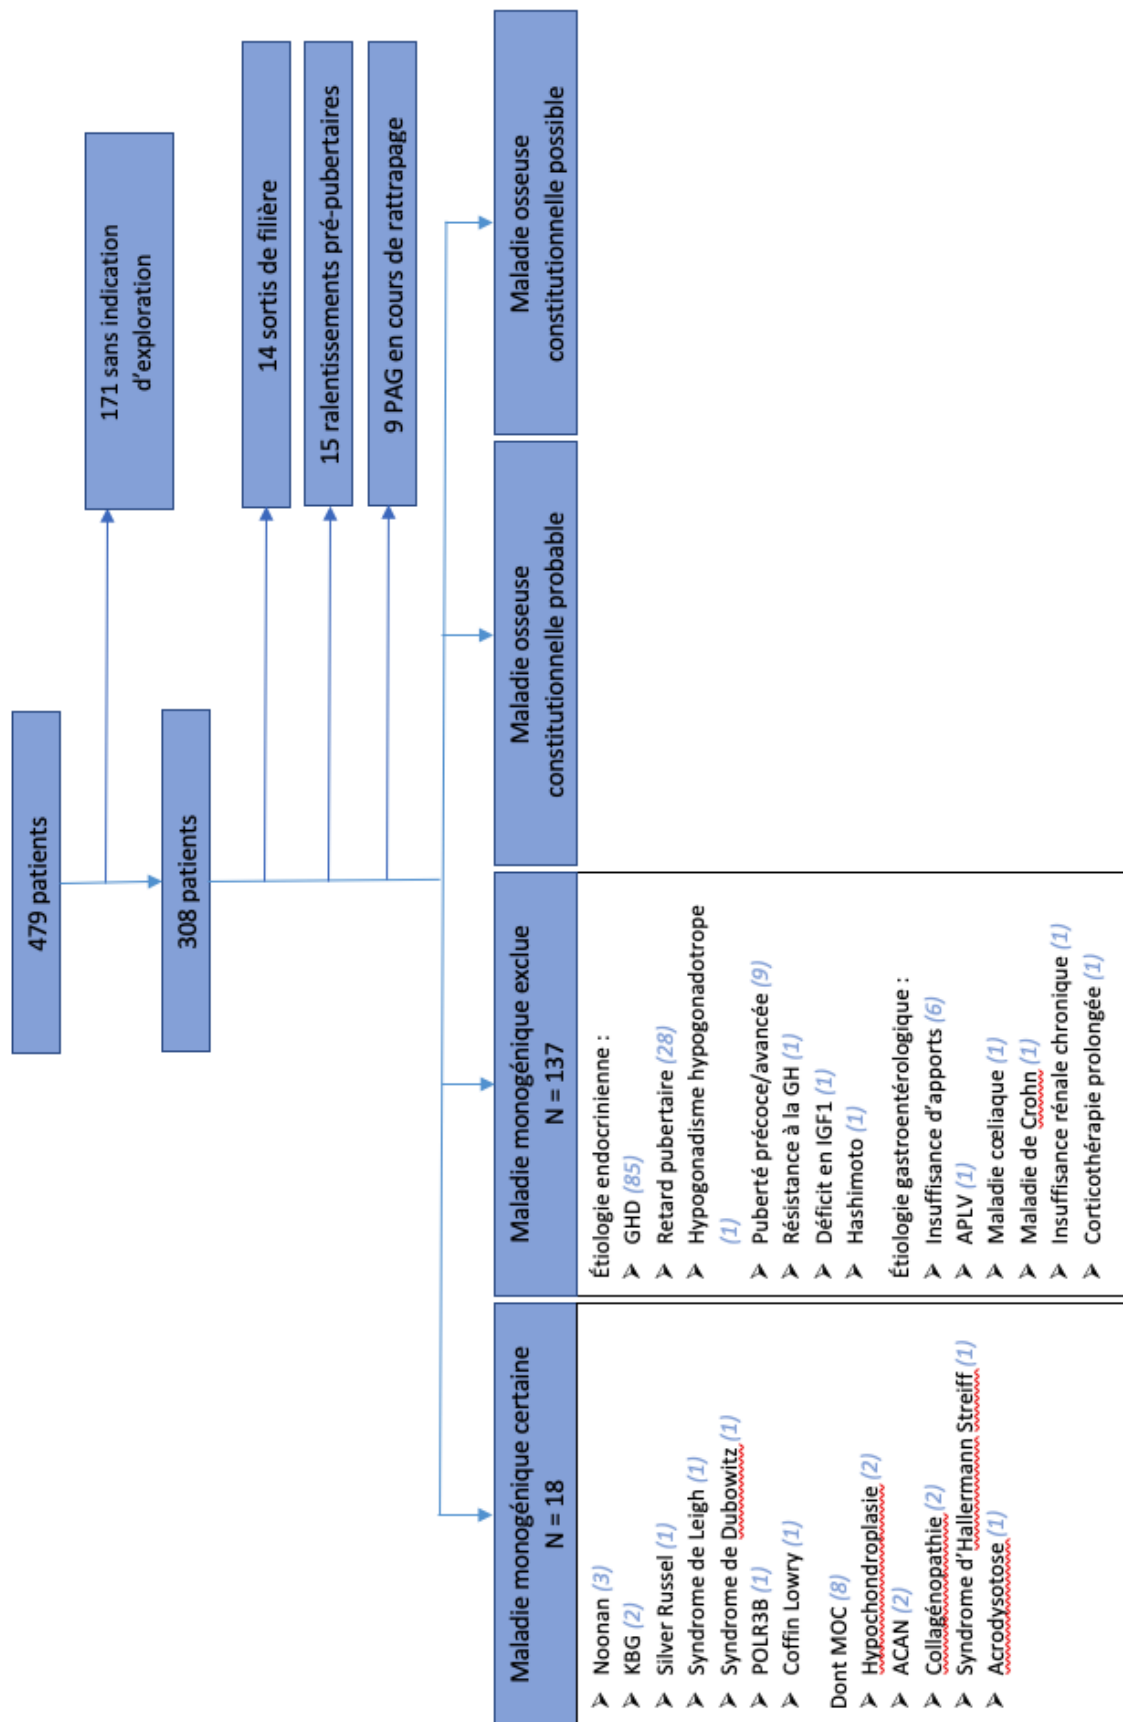 479 patients
171 sans indication
d'exploration
308 patients
14 sortis de filière
15 ralentissements pré-pubertaires
9 PAG en cours de rattrapage
Maladie monogénique certaine
N = 18
Maladie monogénique exclue
N = 137
Maladie osseuse
constitutionnelle probable
Maladie osseuse
constitutionnelle possible
➤ Noonan (3)
➤ KBG (2)
➤ Silver Russel (1)
➤ Syndrome de Leigh (1)
➤ Syndrome de Dubowitz (1)
➤ POLR3B (1)
➤ Coffin Lowry (1)
Dont MOC (8)
➤ Hypochondroplasie (2)
➤ ACAN (2)
➤ Collagénopathie (2)
➤ Syndrome d'Hallermann Streiff (1)
➤ Acrodysotose (1)
Étiologie endocrinienne :
➤ GHD (85)
➤ Retard pubertaire (28)
➤ Hypogonadisme hypogonadotrope
(1)
➤ Puberté précoce/avancée (9)
➤ Résistance à la GH (1)
➤ Déficit en IGF1 (1)
➤ Hashimoto (1)
Étiologie gastroentérologique :
➤ Insuffisance d'apports (6)
➤ APLV (1)
➤ Maladie cœliaque (1)
➤ Maladie de Crohn (1)
➤ Insuffisance rénale chronique (1)
➤ Corticothérapie prolongée (1)